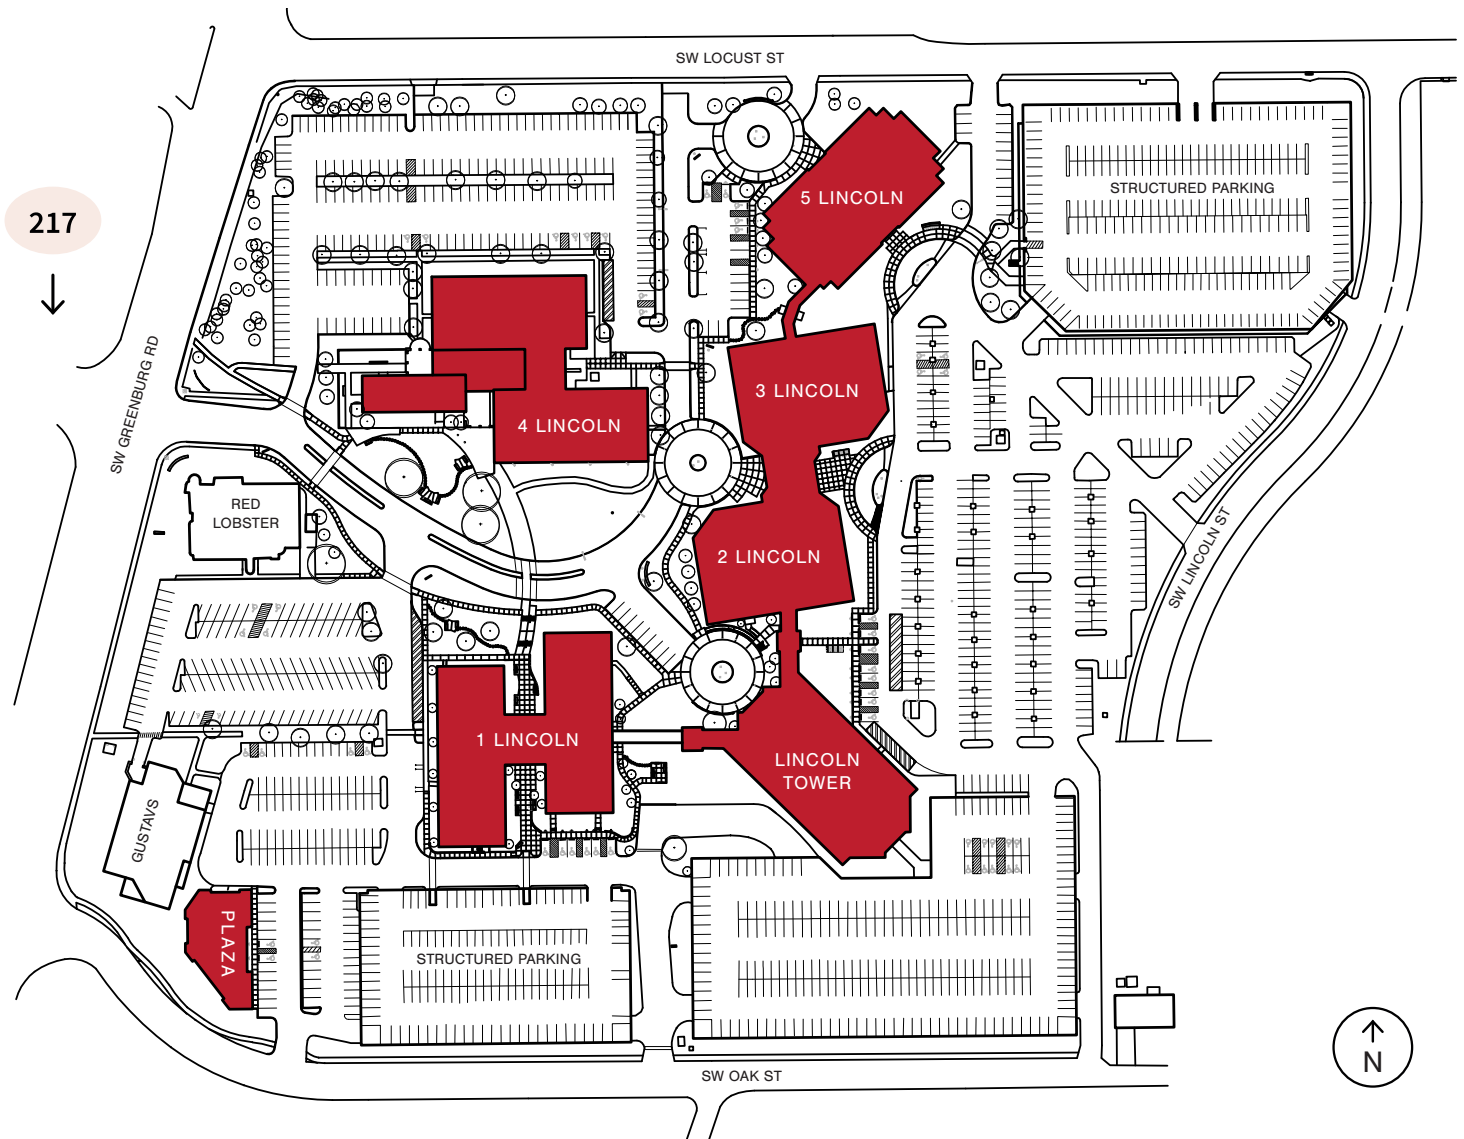 SW LOCUST ST
STRUCTURED PARKING
5 LINCOLN
217
SW GREENBURG RD
3 LINCOLN
4 LINCOLN
RED
LOBSTER
2 LINCOLN
SW LINCOLN ST
1 LINCOLN
LINCOLN
TOWER
GUSTAVS
PLAZA
STRUCTURED PARKING
SW OAK ST
N